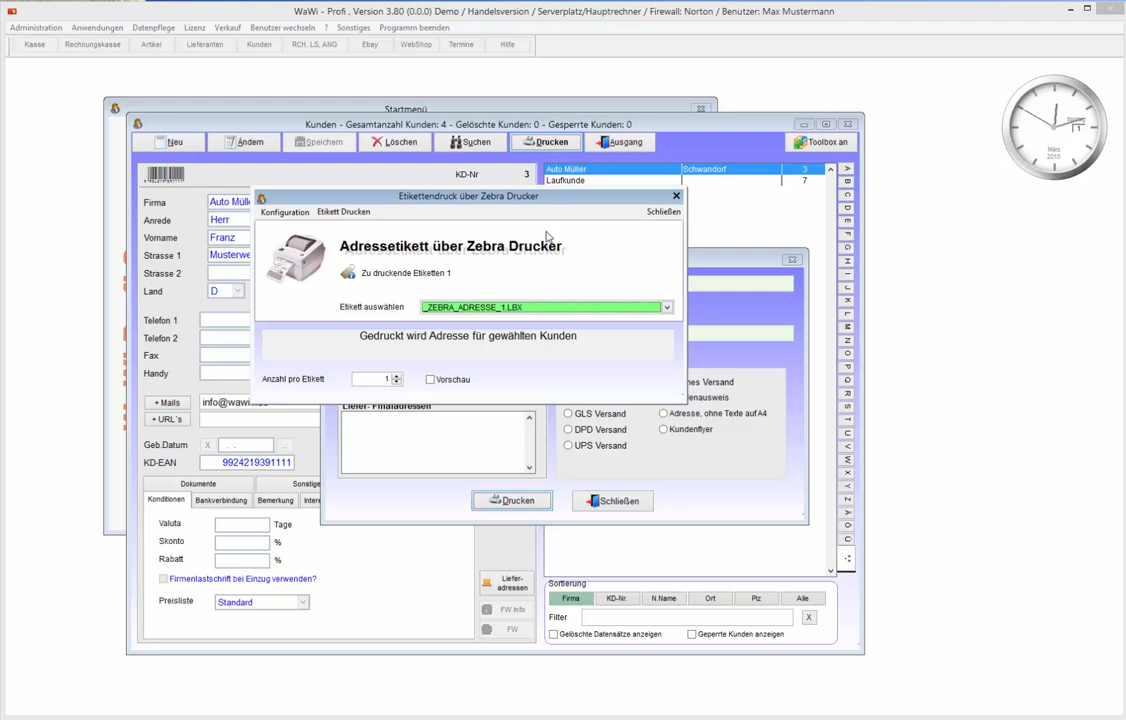 WaWi - Profi , Version 3.80 (0.0.0) Demo / Handelsversion / Serverplatz/Hauptrechner / Firewall: Norton / Benutzer: Max Mustermann
Administration Anwendungen Datenpflege Lizenz Verkauf Benutzer wechseln ? Sonstiges Programm beenden
Kasse Rechnungskasse Artikel Lieferanten Kunden RCH, LS, ANG Ebay WebShop Termine Hilfe
Startmenü
Kunden - Gesamtanzahl Kunden: 4 - Gelöschte Kunden: 0 - Gesperrte Kunden: 0
Neu Ändern Speichern Löschen Suchen Drucken Ausgang Toolbox an
KD-Nr 3
Auto Müller Schwandorf 3
Laufkunde 7
März
2015
Etikettendruck über Zebra Drucker
Konfiguration Etikett Drucken Schließen
Adressetikett über Zebra Drucker
Zu druckende Etiketten 1
Etikett auswählen _ZEBRA_ADRESSE_1.LBX
Gedruckt wird Adresse für gewählten Kunden
Anzahl pro Etikett 1 Vorschau
Firma Auto Mülle
Anrede Herr
Vorname Franz
Strasse 1 Musterwe
Strasse 2
Land D
Telefon 1
Telefon 2
Fax
Handy
+ Mails
+ URL's
Geb.Datum X . . ...
KD-EAN 9924219391111
Liefer- Filialadressen
nes Versand
enausweis
GLS Versand Adresse, ohne Texte auf A4
DPD Versand Kundenflyer
UPS Versand
Drucken Schließen
Dokumente Sonstige
Konditionen Bankverbindung Bemerkung Intere
Valuta Tage
Skonto %
Rabatt %
Firmenlastschrift bei Einzug verwenden?
Preisliste Standard
Liefer-
adressen
FW Info
FW
Sortierung
Firma KD-Nr. N.Name Ort Plz Alle
Filter X
Gelöschte Datensätze anzeigen Geperrte Kunden anzeigen
A
B
C
D
E
F
G
H
I
J
K
L
M
N
O
P
Q
R
S
T
U
V
W
X
Y
Z
Ä
Ö
Ü